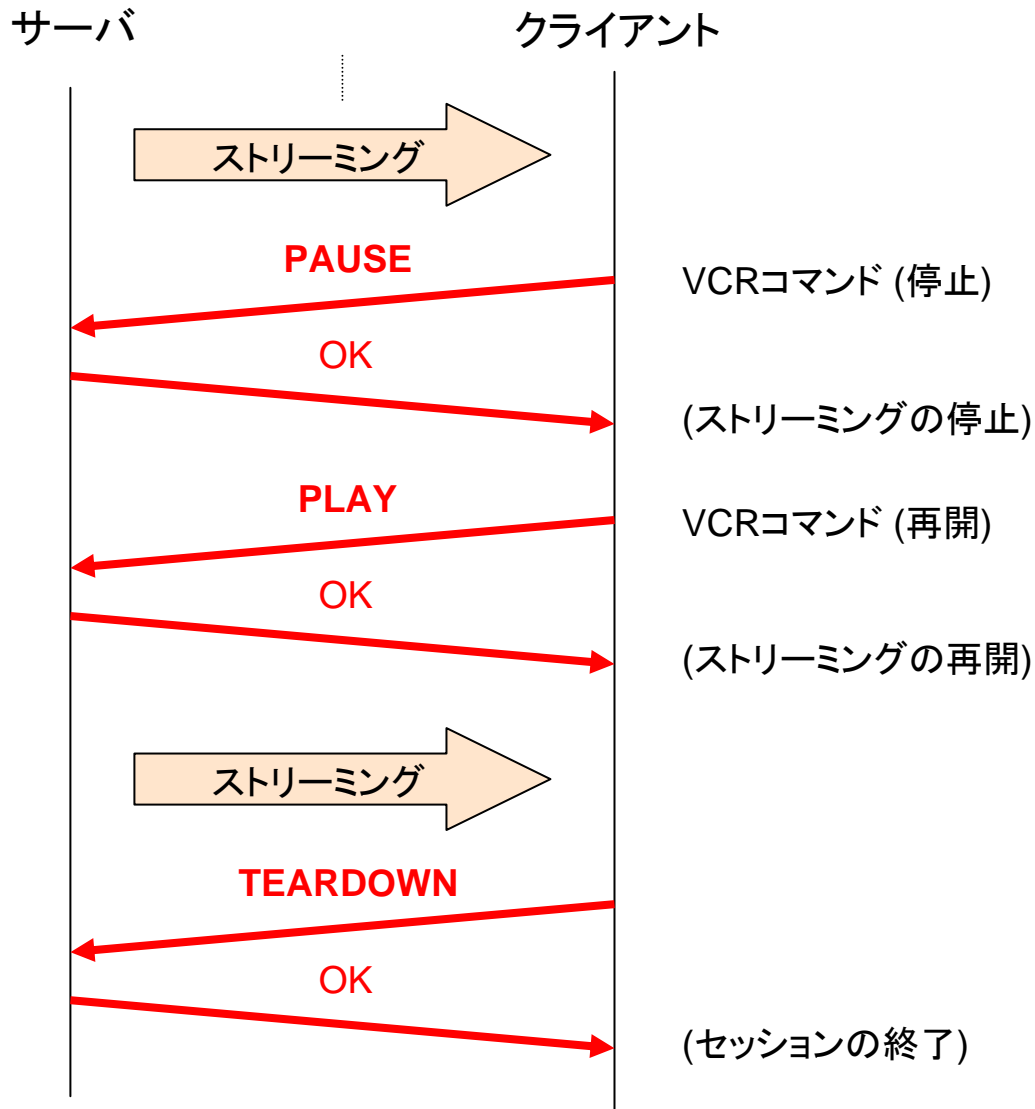 サーバ
クライアント
ストリーミング
PAUSE
VCRコマンド (停止)
OK
(ストリーミングの停止)
PLAY
VCRコマンド (再開)
OK
(ストリーミングの再開)
ストリーミング
TEARDOWN
OK
(セッションの終了)